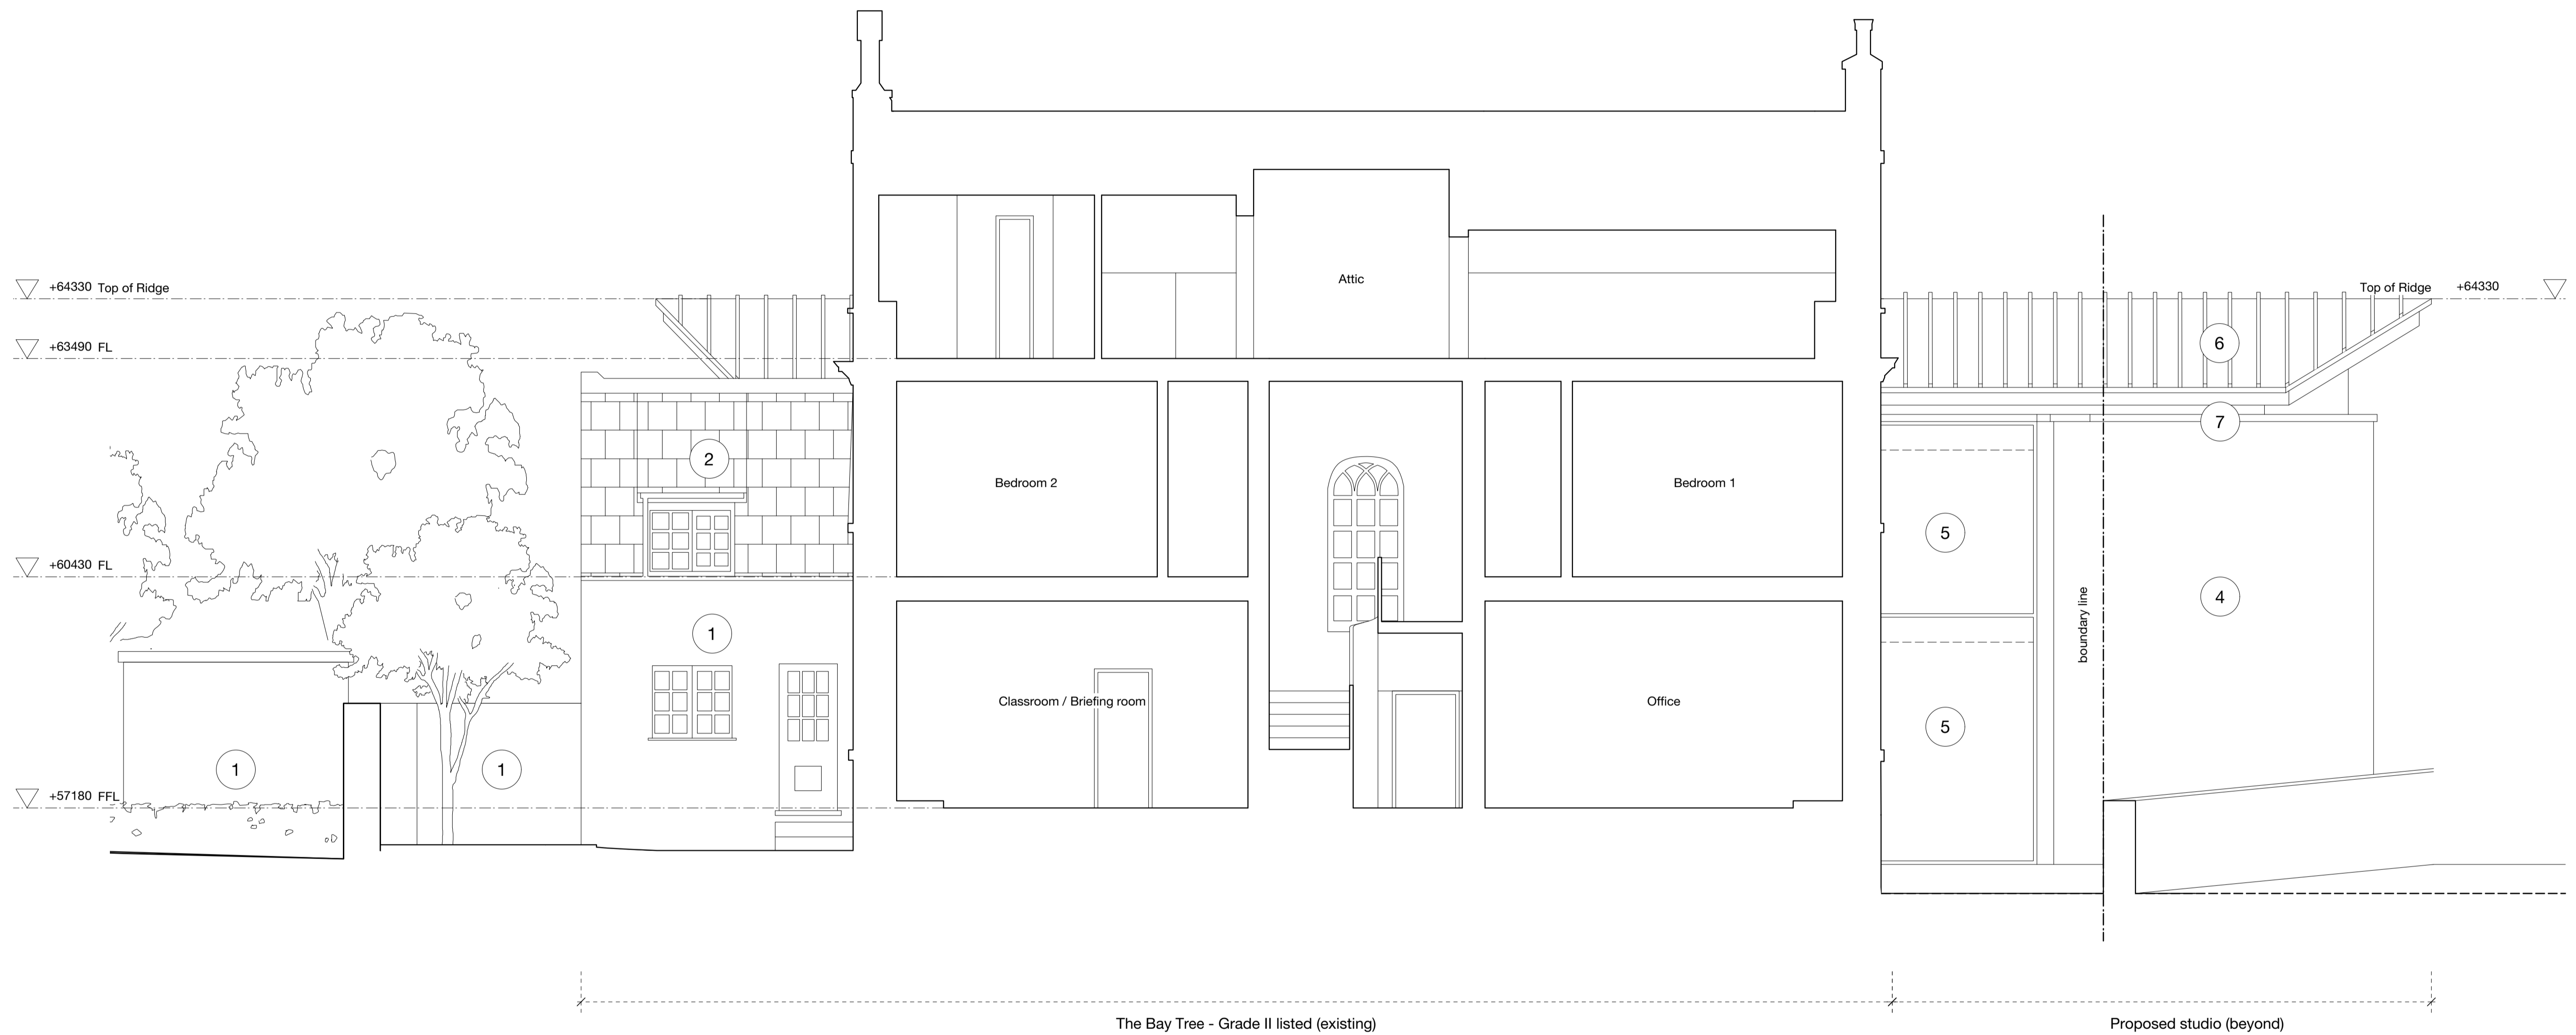 +64330 Top of Ridge
Top of Ridge +64330
Attic
6
+63490 FL
7
2
Bedroom 2
Bedroom 1
5
+60430 FL
4
boundary line
1
Classroom / Briefing room
Office
5
1
1
+57180 FFL
The Bay Tree - Grade II listed (existing)
Proposed studio (beyond)